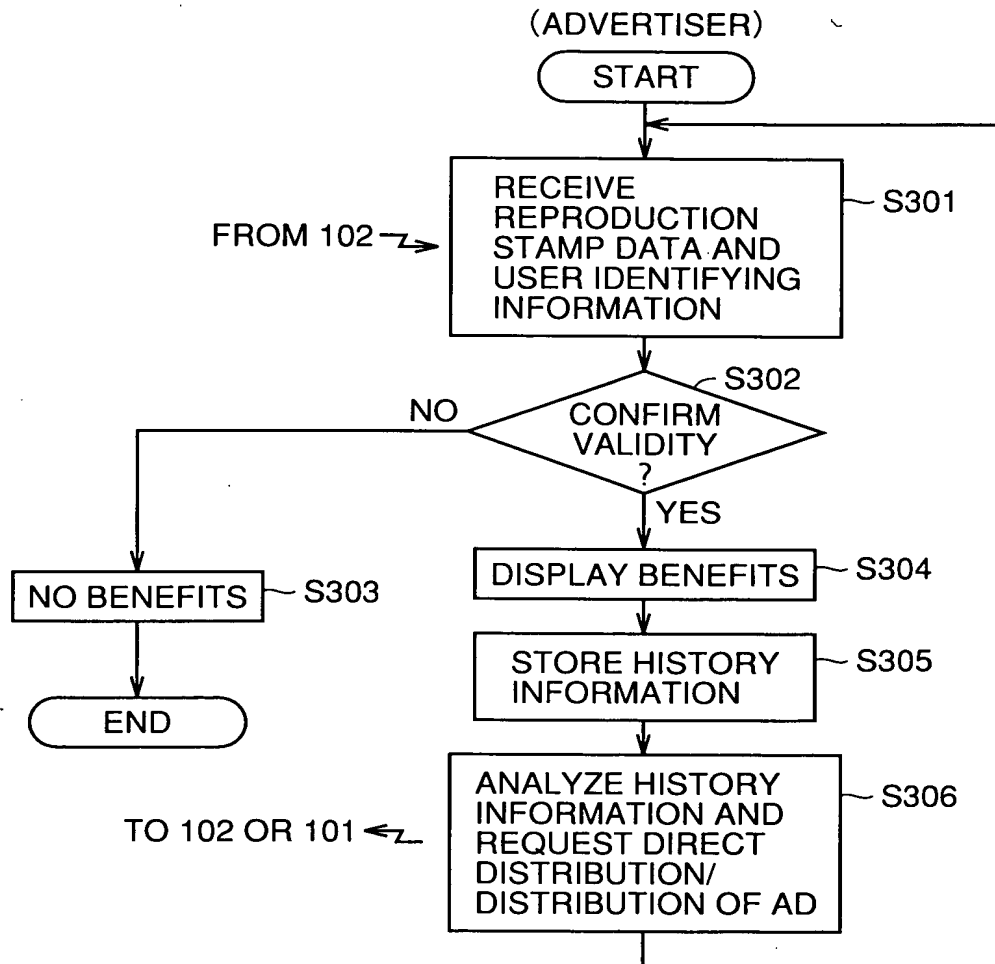 (ADVERTISER)
START
RECEIVE
REPRODUCTION
STAMP DATA AND
USER IDENTIFYING
INFORMATION
S301
FROM 102
S302
CONFIRM
VALIDITY
?
NO
YES
NO BENEFITS
S303
END
DISPLAY BENEFITS
S304
STORE HISTORY
INFORMATION
S305
ANALYZE HISTORY
INFORMATION AND
REQUEST DIRECT
DISTRIBUTION/
DISTRIBUTION OF AD
S306
TO 102 OR 101